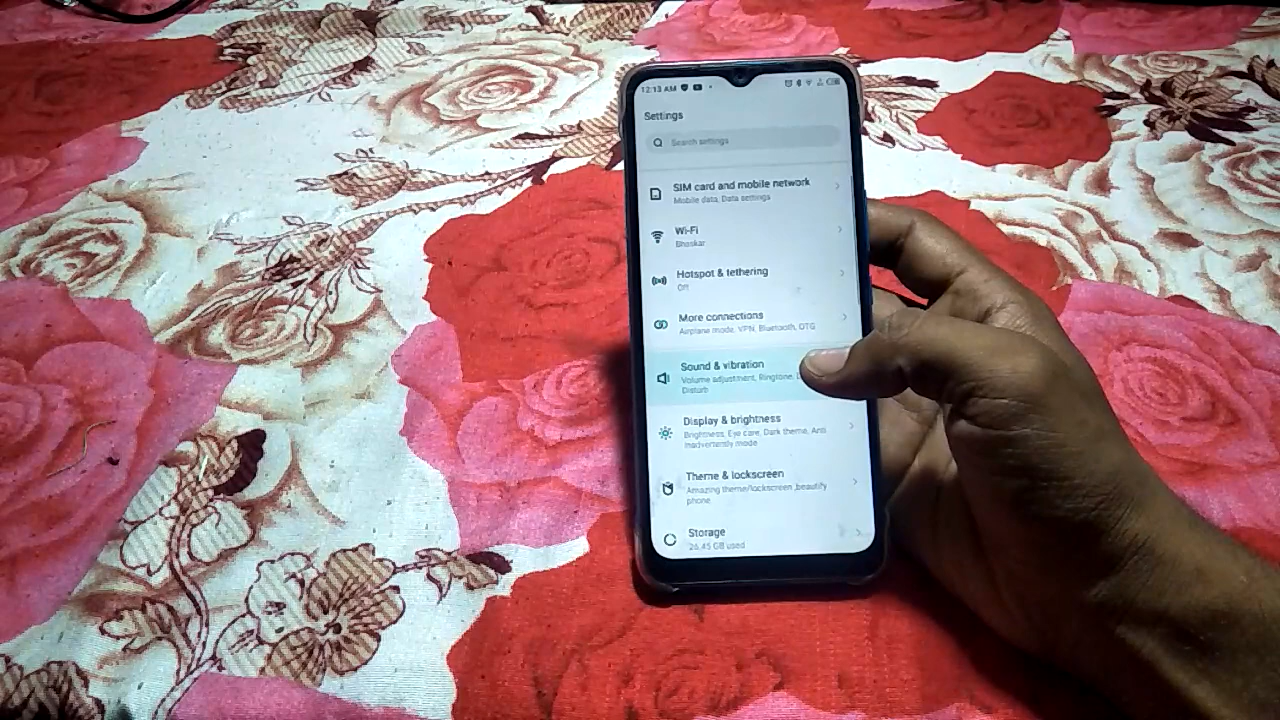 12:13 AM
Settings
Search settings
SIM card and mobile network
Mobile data, Data settings
Wi-Fi
Bhaskar
Hotspot & tethering
Off
More connections
Airplane mode, VPN, Bluetooth, OTG
Sound & vibration
Volume adjustment, Ringtone,
Disturb
Display & brightness
Brightness, Eye care, Dark theme, Anti
inadvertently mode
Theme & lockscreen
Amazing theme/lockscreen ,beautify
phone
Storage
26.45 GB used